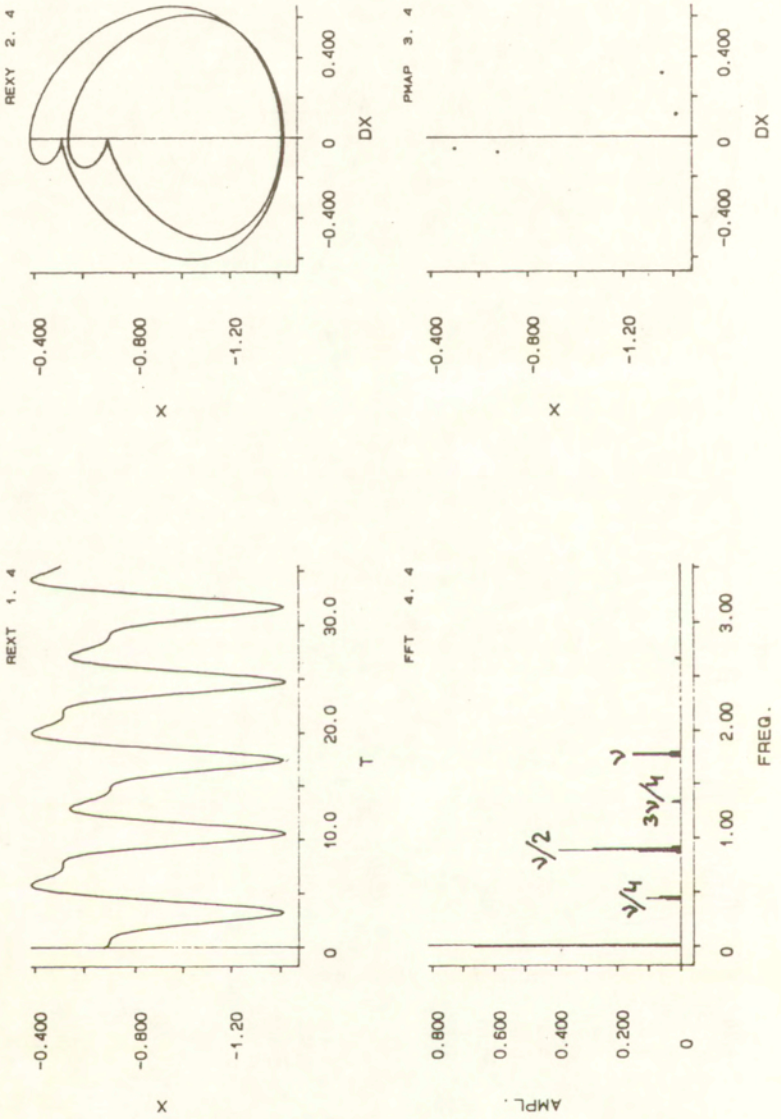 REXT 1. 4
-0.400
-0.800
-1.20
X
0
10.0
20.0
30.0
T
REXY 2. 4
-0.400
-0.800
-1.20
X
-0.400
0
0.400
DX
FFT 4. 4
0.800
0.600
0.400
0.200
0
AMPL.
ν/4
ν/2
3ν/4
ν
0
1.00
2.00
3.00
FREQ.
PMAP 3. 4
-0.400
-0.800
-1.20
X
-0.400
0
0.400
DX